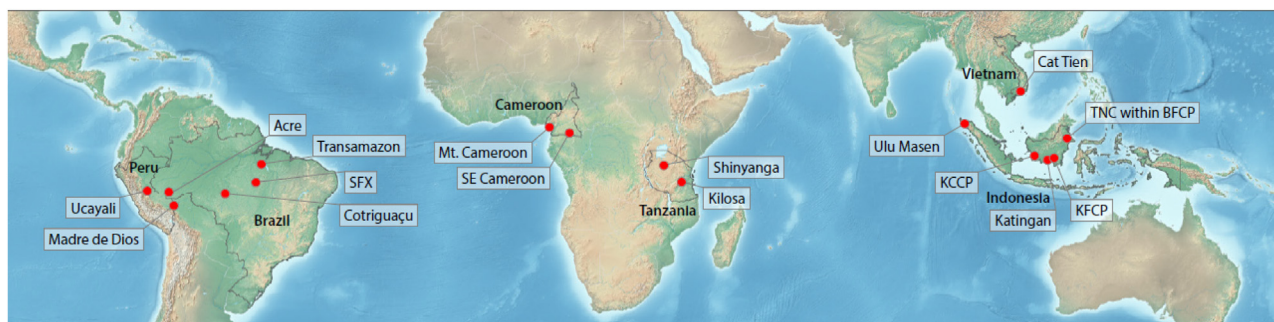 Peru
Acre
Transamazon
SFX
Ucayali
Cotriguaçu
Madre de Dios
Brazil
Cameroon
Mt. Cameroon
SE Cameroon
Shinyanga
Kilosa
Tanzania
Vietnam
Cat Tien
TNC within BFCP
Ulu Masen
KCCP
Indonesia
Katingan
KFCP